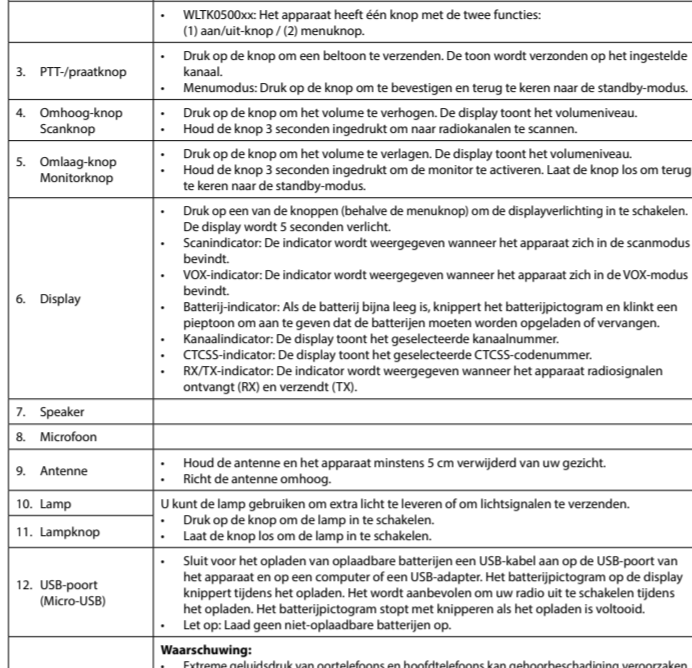 • WLTK0500xx: Het apparaat heeft één knop met de twee functies:
(1) aan/uit-knop / (2) menuknop.
3. PTT-/praatknop
• Druk op de knop om een beltoon te verzenden. De toon wordt verzonden op het ingestelde
kanaal.
• Menumodus: Druk op de knop om te bevestigen en terug te keren naar de standby-modus.
4. Omhoog-knop
Scanknop
• Druk op de knop om het volume te verhogen. De display toont het volumeniveau.
• Houd de knop 3 seconden ingedrukt om naar radiokanalen te scannen.
5. Omlaag-knop
Monitorknop
• Druk op de knop om het volume te verlagen. De display toont het volumeniveau.
• Houd de knop 3 seconden ingedrukt om de monitor te activeren. Laat de knop los om terug
te keren naar de standby-modus.
6. Display
• Druk op een van de knoppen (behalve de menuknop) om de displayverlichting in te schakelen.
De display wordt 5 seconden verlicht.
• Scanindicator: De indicator wordt weergegeven wanneer het apparaat zich in de scanmodus
bevindt.
• VOX-indicator: De indicator wordt weergegeven wanneer het apparaat zich in de VOX-modus
bevindt.
• Batterij-indicator: Als de batterij bijna leeg is, knippert het batterijpictogram en klinkt een
pieptoon om aan te geven dat de batterijen moeten worden opgeladen of vervangen.
• Kanaalindicator: De display toont het geselecteerde kanaalnummer.
• CTCSS-indicator: De display toont het geselecteerde CTCSS-codenummer.
• RX/TX-indicator: De indicator wordt weergegeven wanneer het apparaat radiosignalen
ontvangt (RX) en verzendt (TX).
7. Speaker
8. Microfoon
9. Antenne
• Houd de antenne en het apparaat minstens 5 cm verwijderd van uw gezicht.
• Richt de antenne omhoog.
10. Lamp
U kunt de lamp gebruiken om extra licht te leveren of om lichtsignalen te verzenden.
11. Lampknop
• Druk op de knop om de lamp in te schakelen.
• Laat de knop los om de lamp in te schakelen.
12. USB-poort
(Micro-USB)
• Sluit voor het opladen van oplaadbare batterijen een USB-kabel aan op de USB-poort van
het apparaat en op een computer of een USB-adapter. Het batterijpictogram op de display
knippert tijdens het opladen. Het wordt aanbevolen om uw radio uit te schakelen tijdens
het opladen. Het batterijpictogram stopt met knipperen als het opladen is voltooid.
• Let op: Laad geen niet-oplaadbare batterijen op.
Waarschuwing:
• Extreme geluidsdruk van oortelefoons en hoofdtelefoons kan gehoorbeschadiging veroorzaken.